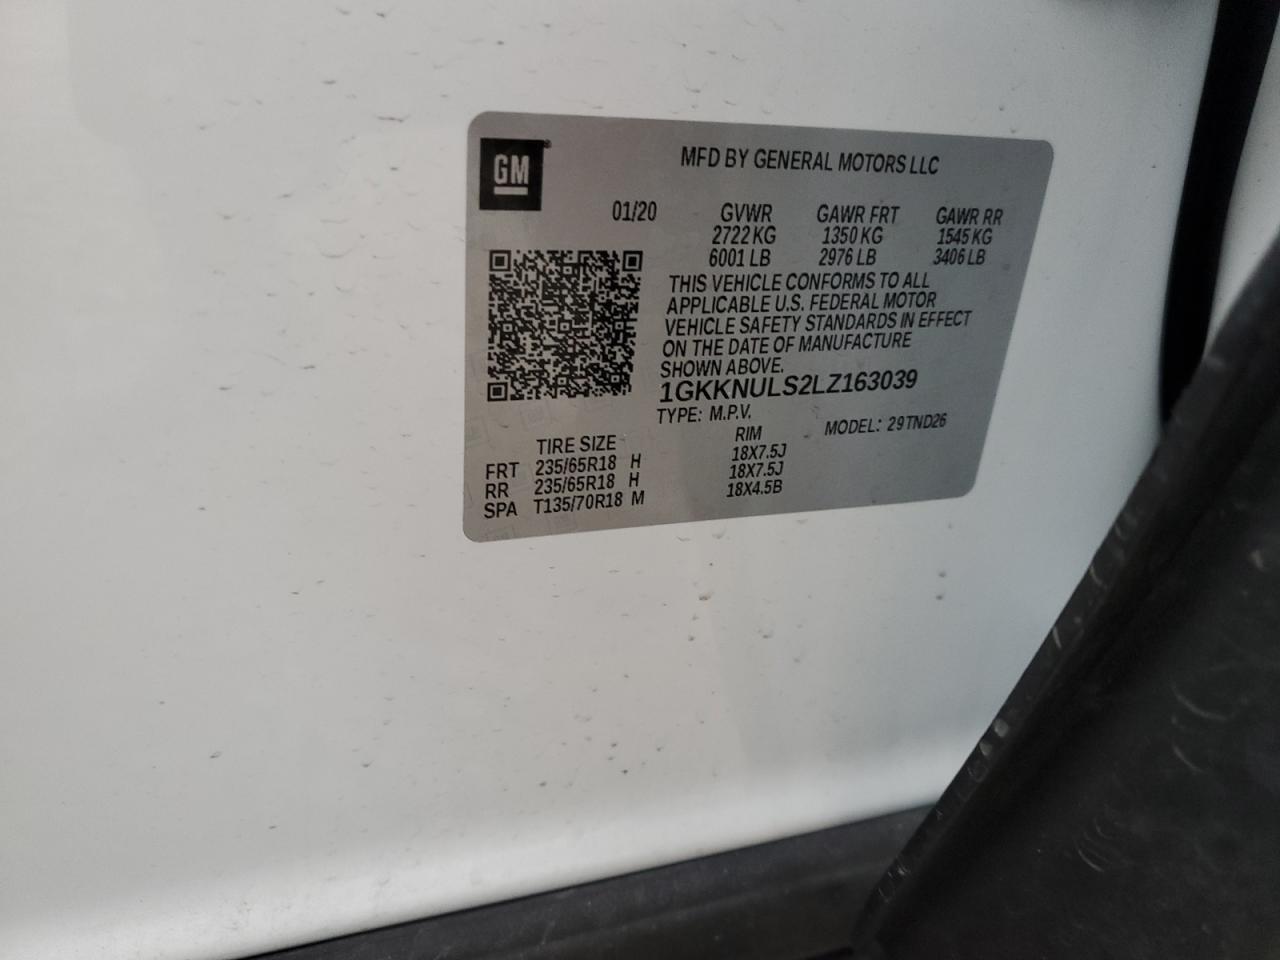 GM
MFD BY GENERAL MOTORS LLC
01/20 GVWR GAWR FRT GAWR RR
2722 KG 1350 KG 1545 KG
6001 LB 2976 LB 3406 LB
THIS VEHICLE CONFORMS TO ALL
APPLICABLE U.S. FEDERAL MOTOR
VEHICLE SAFETY STANDARDS IN EFFECT
ON THE DATE OF MANUFACTURE
SHOWN ABOVE.
1GKKNULS2LZ163039
TYPE: M.P.V. MODEL: 29TND26
TIRE SIZE RIM
FRT 235/65R18 H 18X7.5J
RR 235/65R18 H 18X7.5J
SPA T135/70R18 M 18X4.5B